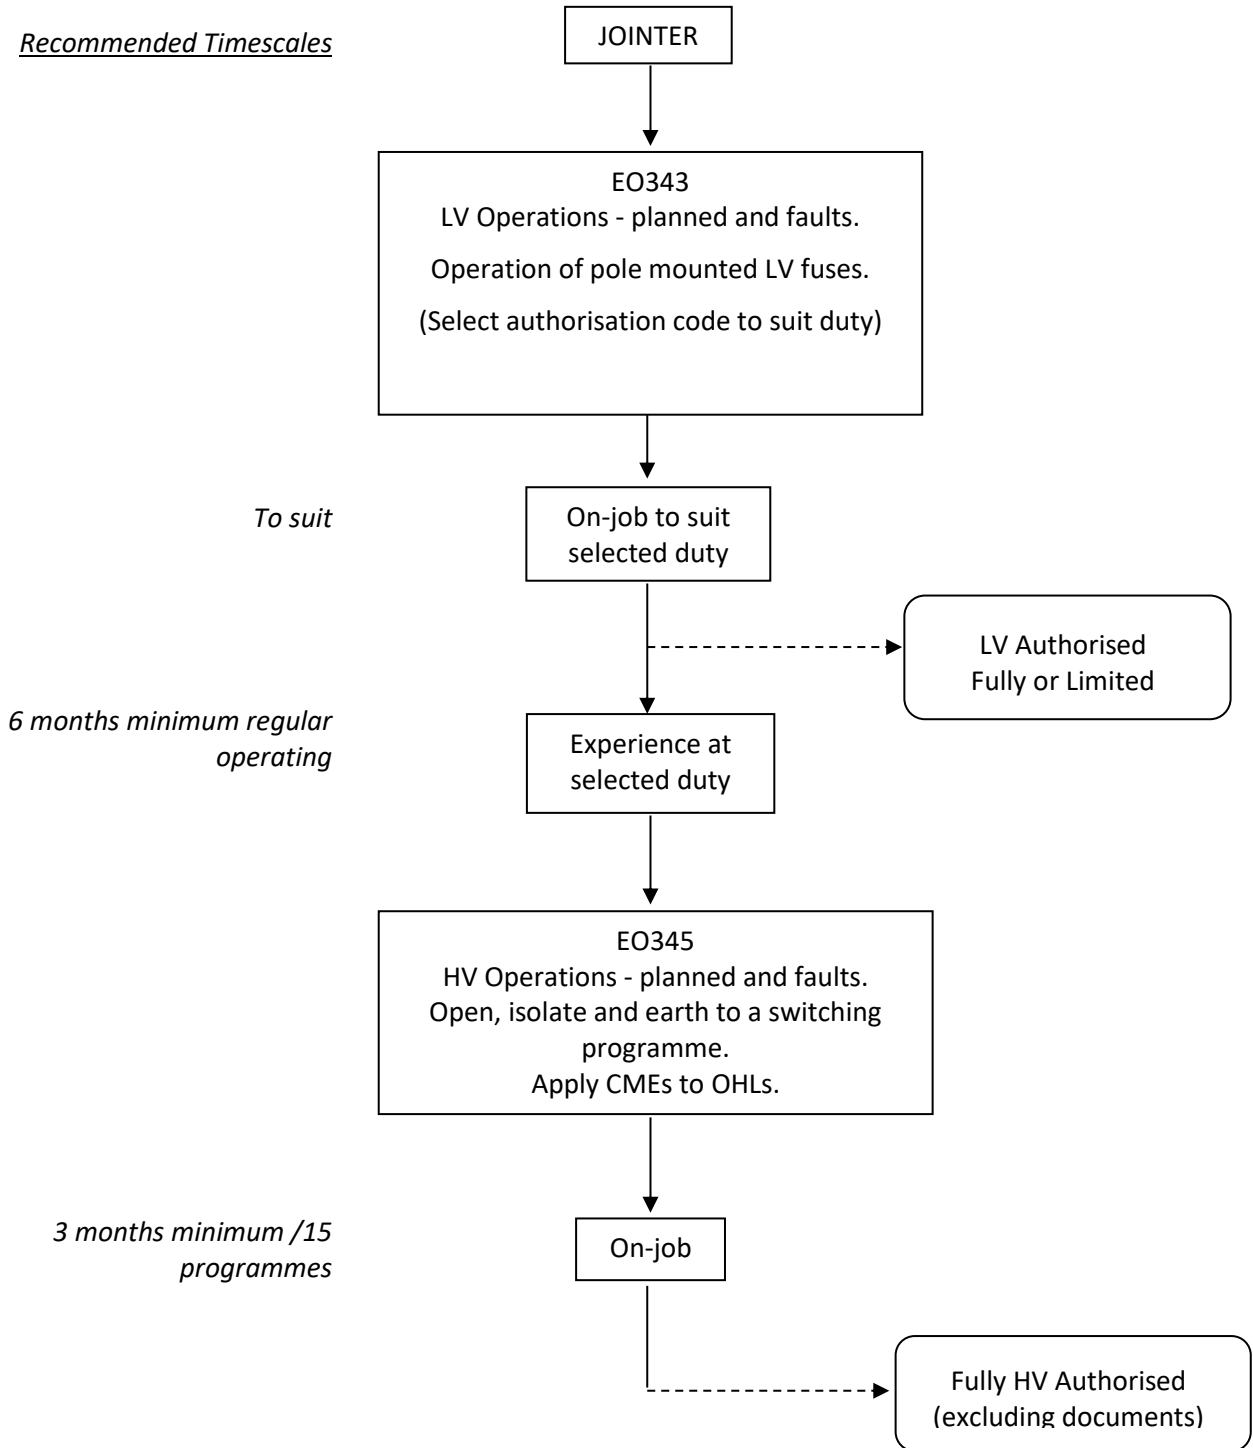 Recommended Timescales
JOINTER
EO343
LV Operations - planned and faults.
Operation of pole mounted LV fuses.
(Select authorisation code to suit duty)
To suit
On-job to suit
selected duty
LV Authorised
Fully or Limited
6 months minimum regular
operating
Experience at
selected duty
EO345
HV Operations - planned and faults.
Open, isolate and earth to a switching
programme.
Apply CMEs to OHLs.
3 months minimum /15
programmes
On-job
Fully HV Authorised
(excluding documents)